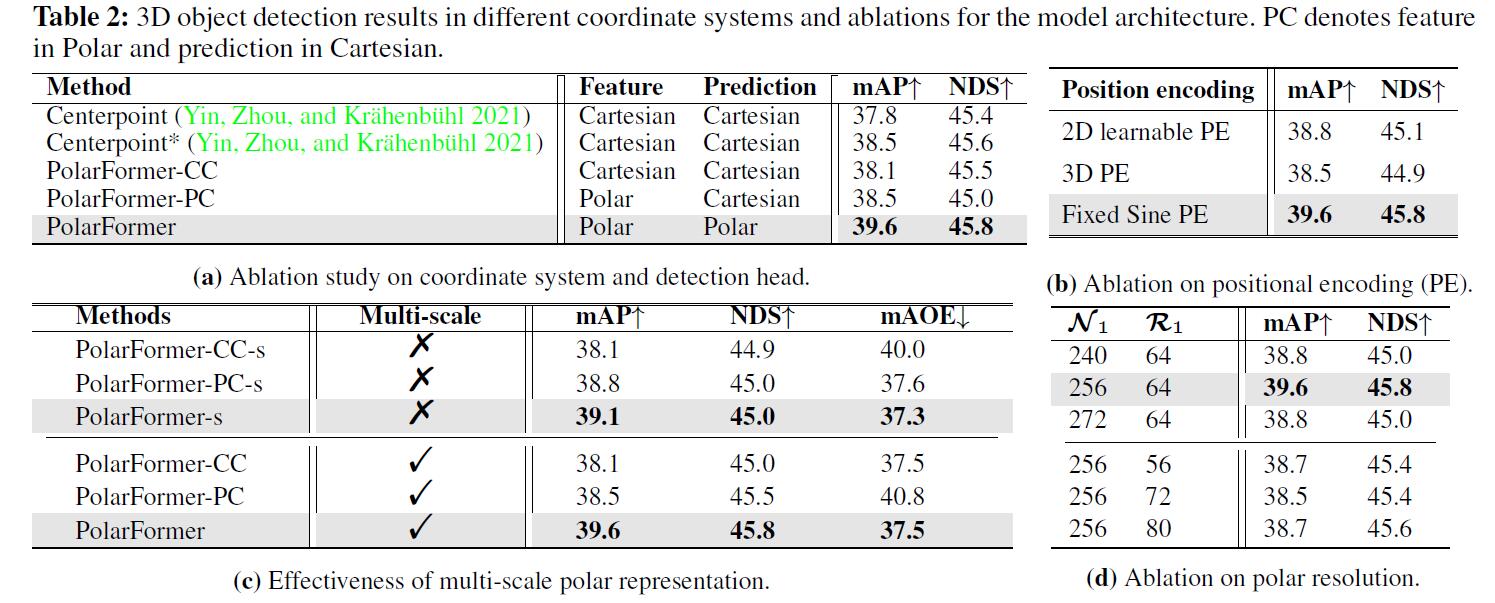 Table 2: 3D object detection results in different coordinate systems and ablations for the model architecture. PC denotes feature
in Polar and prediction in Cartesian.
Method Feature Prediction mAP↑ NDS↑
Centerpoint (Yin, Zhou, and Krähenbühl 2021) Cartesian Cartesian 37.8 45.4
Centerpoint* (Yin, Zhou, and Krähenbühl 2021) Cartesian Cartesian 38.5 45.6
PolarFormer-CC Cartesian Cartesian 38.1 45.5
PolarFormer-PC Polar Cartesian 38.5 45.0
PolarFormer Polar Polar 39.6 45.8
(a) Ablation study on coordinate system and detection head.
Position encoding mAP↑ NDS↑
2D learnable PE 38.8 45.1
3D PE 38.5 44.9
Fixed Sine PE 39.6 45.8
(b) Ablation on positional encoding (PE).
Methods Multi-scale mAP↑ NDS↑ mAOE↓
PolarFormer-CC-s ✗ 38.1 44.9 40.0
PolarFormer-PC-s ✗ 38.8 45.0 37.6
PolarFormer-s ✗ 39.1 45.0 37.3
PolarFormer-CC ✓ 38.1 45.0 37.5
PolarFormer-PC ✓ 38.5 45.5 40.8
PolarFormer ✓ 39.6 45.8 37.5
(c) Effectiveness of multi-scale polar representation.
𝒩1 ℛ1 mAP↑ NDS↑
240 64 38.8 45.0
256 64 39.6 45.8
272 64 38.8 45.0
256 56 38.7 45.4
256 72 38.5 45.4
256 80 38.7 45.6
(d) Ablation on polar resolution.